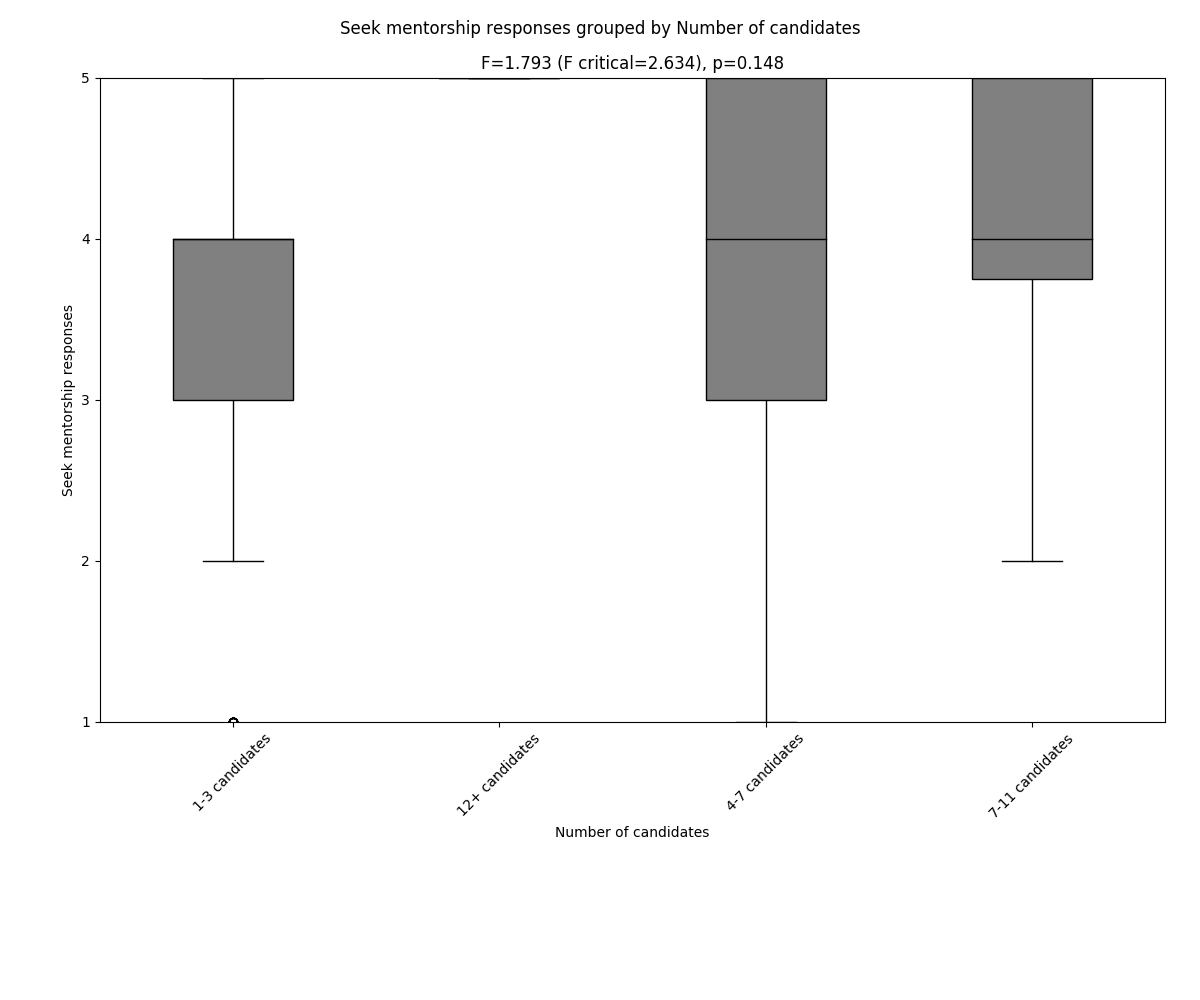 Seek mentorship responses grouped by Number of candidates
F=1.793 (F critical=2.634), p=0.148
Seek mentorship responses
5
4
3
2
1
1-3 candidates
12+ candidates
4-7 candidates
7-11 candidates
Number of candidates